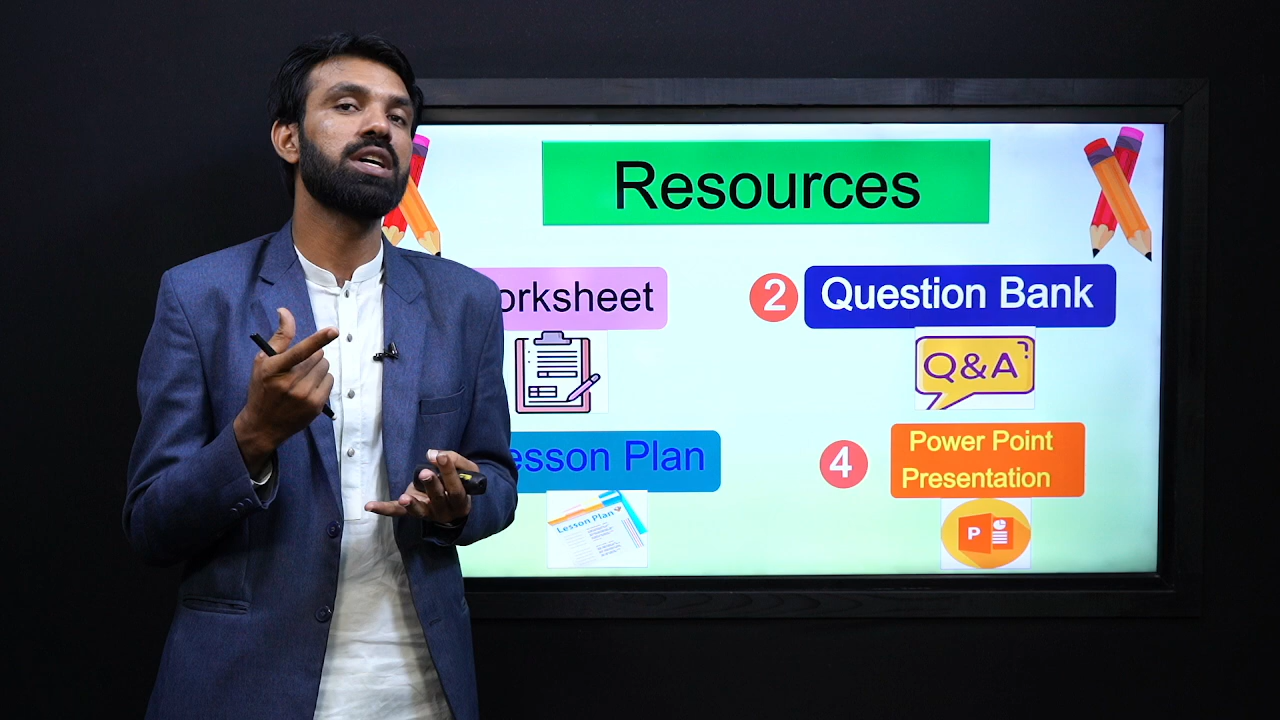 Resources
orksheet
2
Question Bank
Q&A
esson Plan
4
Power Point
Presentation
Lesson Plan
P